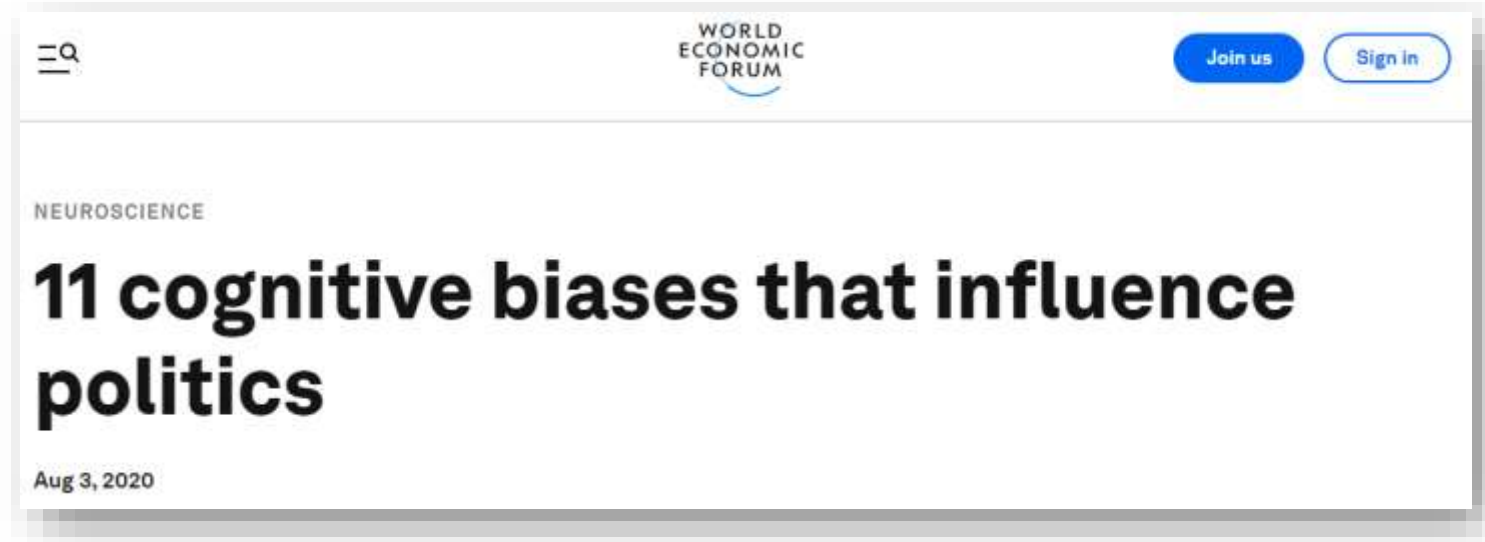 WORLD
ECONOMIC
FORUM
Join us
Sign in
NEUROSCIENCE
11 cognitive biases that influence
politics
Aug 3, 2020